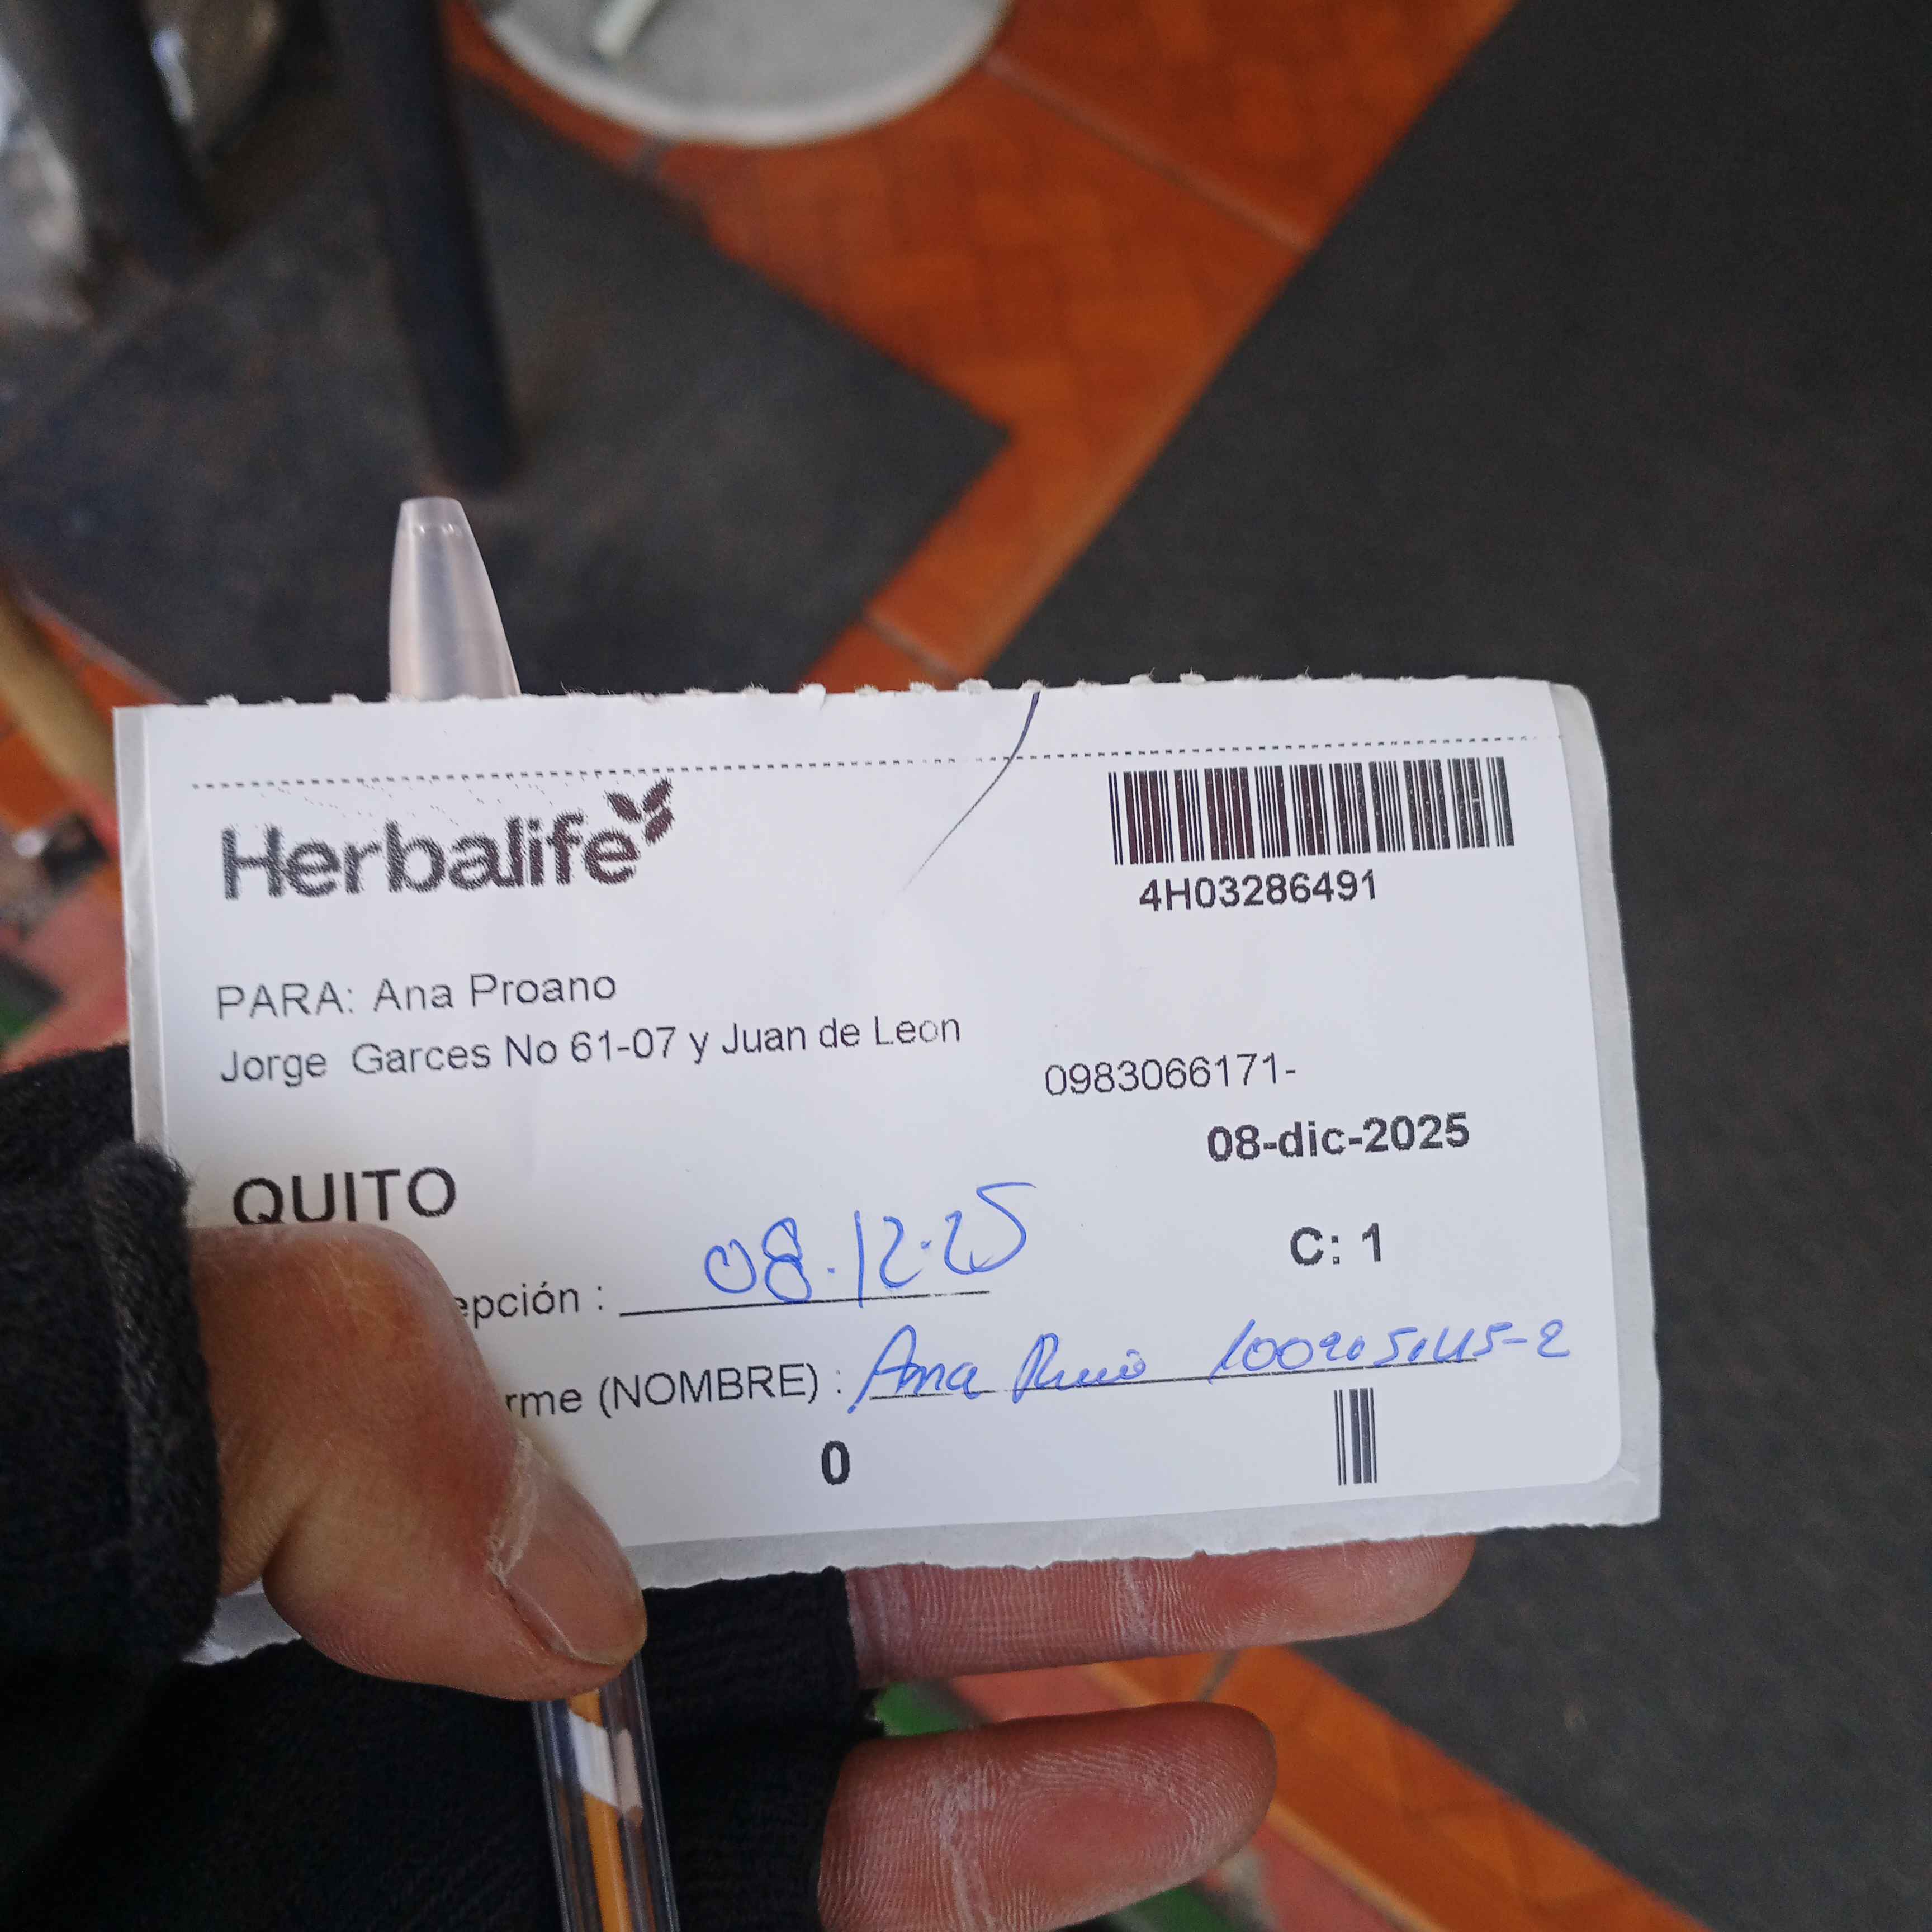 Herbalife
4H03286491
PARA: Ana Proano
Jorge Garces No 61-07 y Juan de Leon
0983066171-
08-dic-2025
QUITO
C: 1
epción : 08.12.25
rme (NOMBRE) : Ana
0